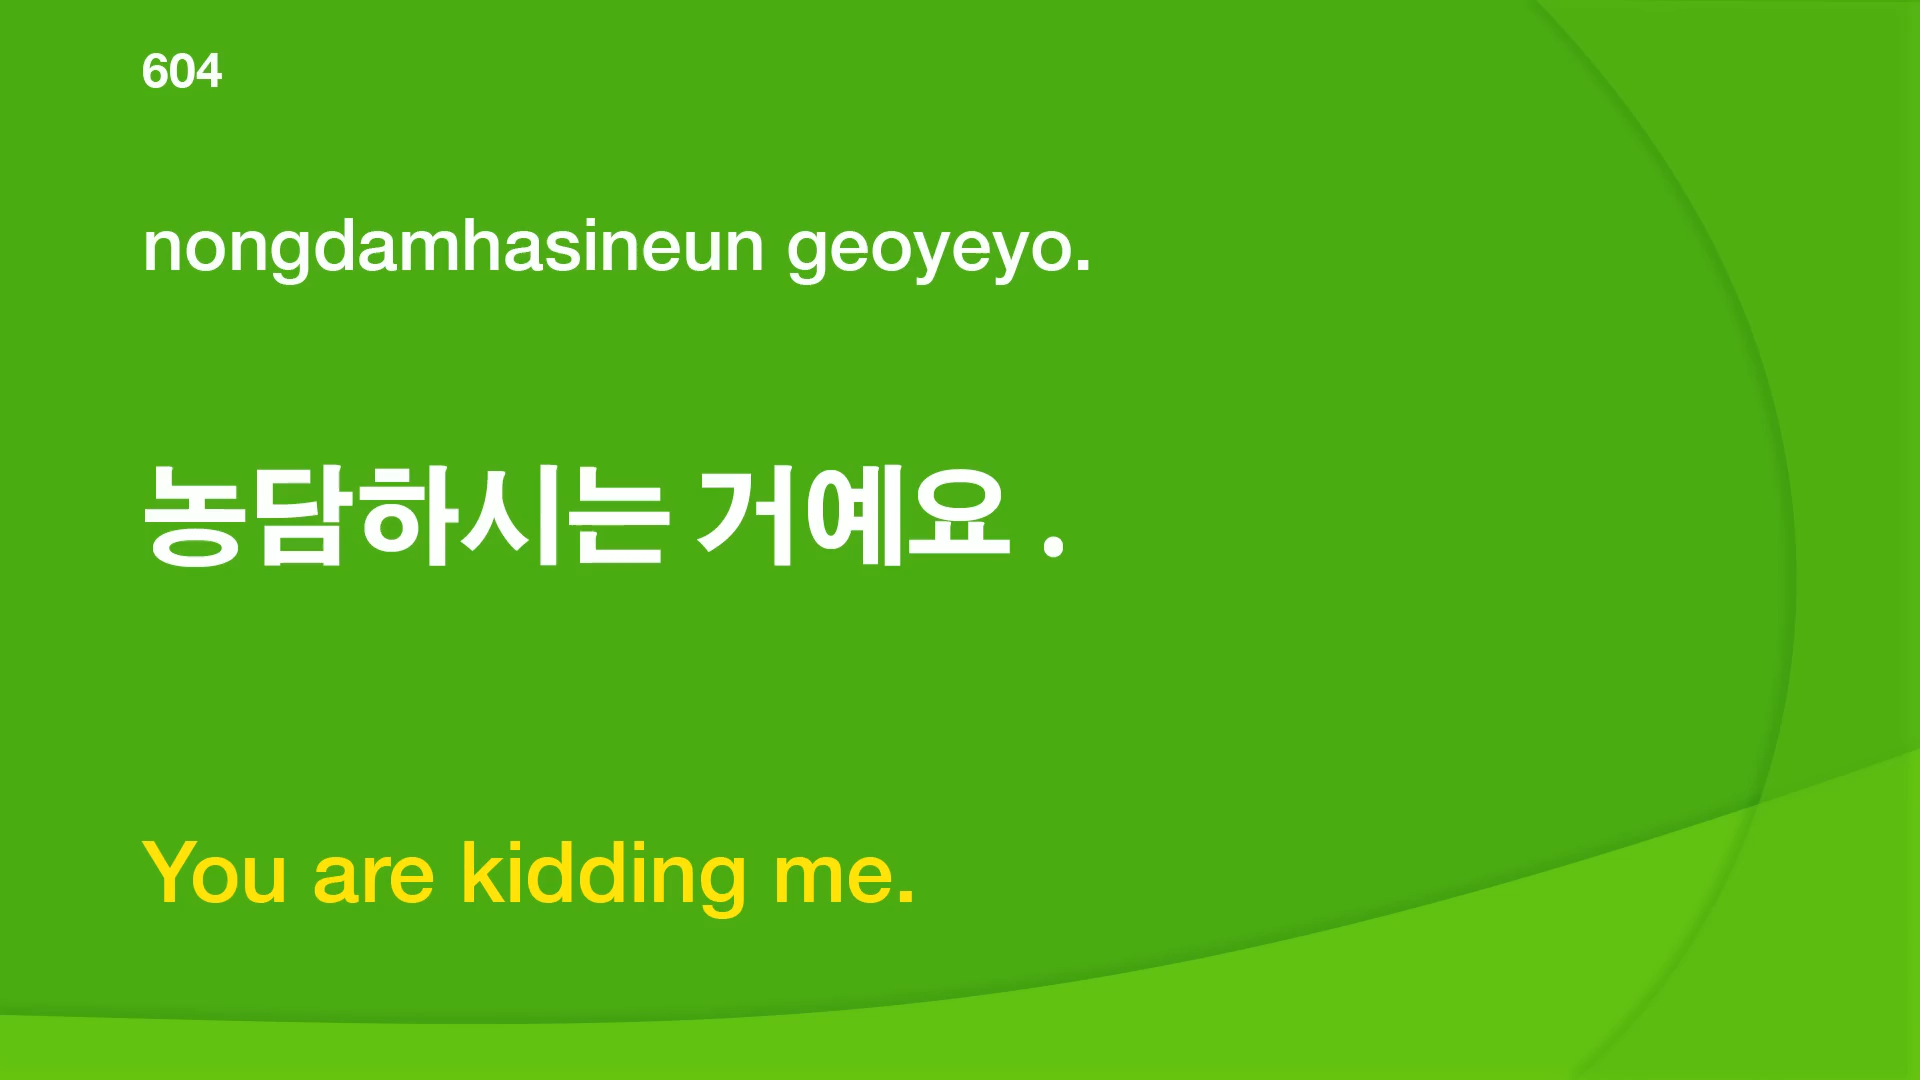 604
nongdamhasineun geoyeyo.
농담하시는 거예요 .
You are kidding me.